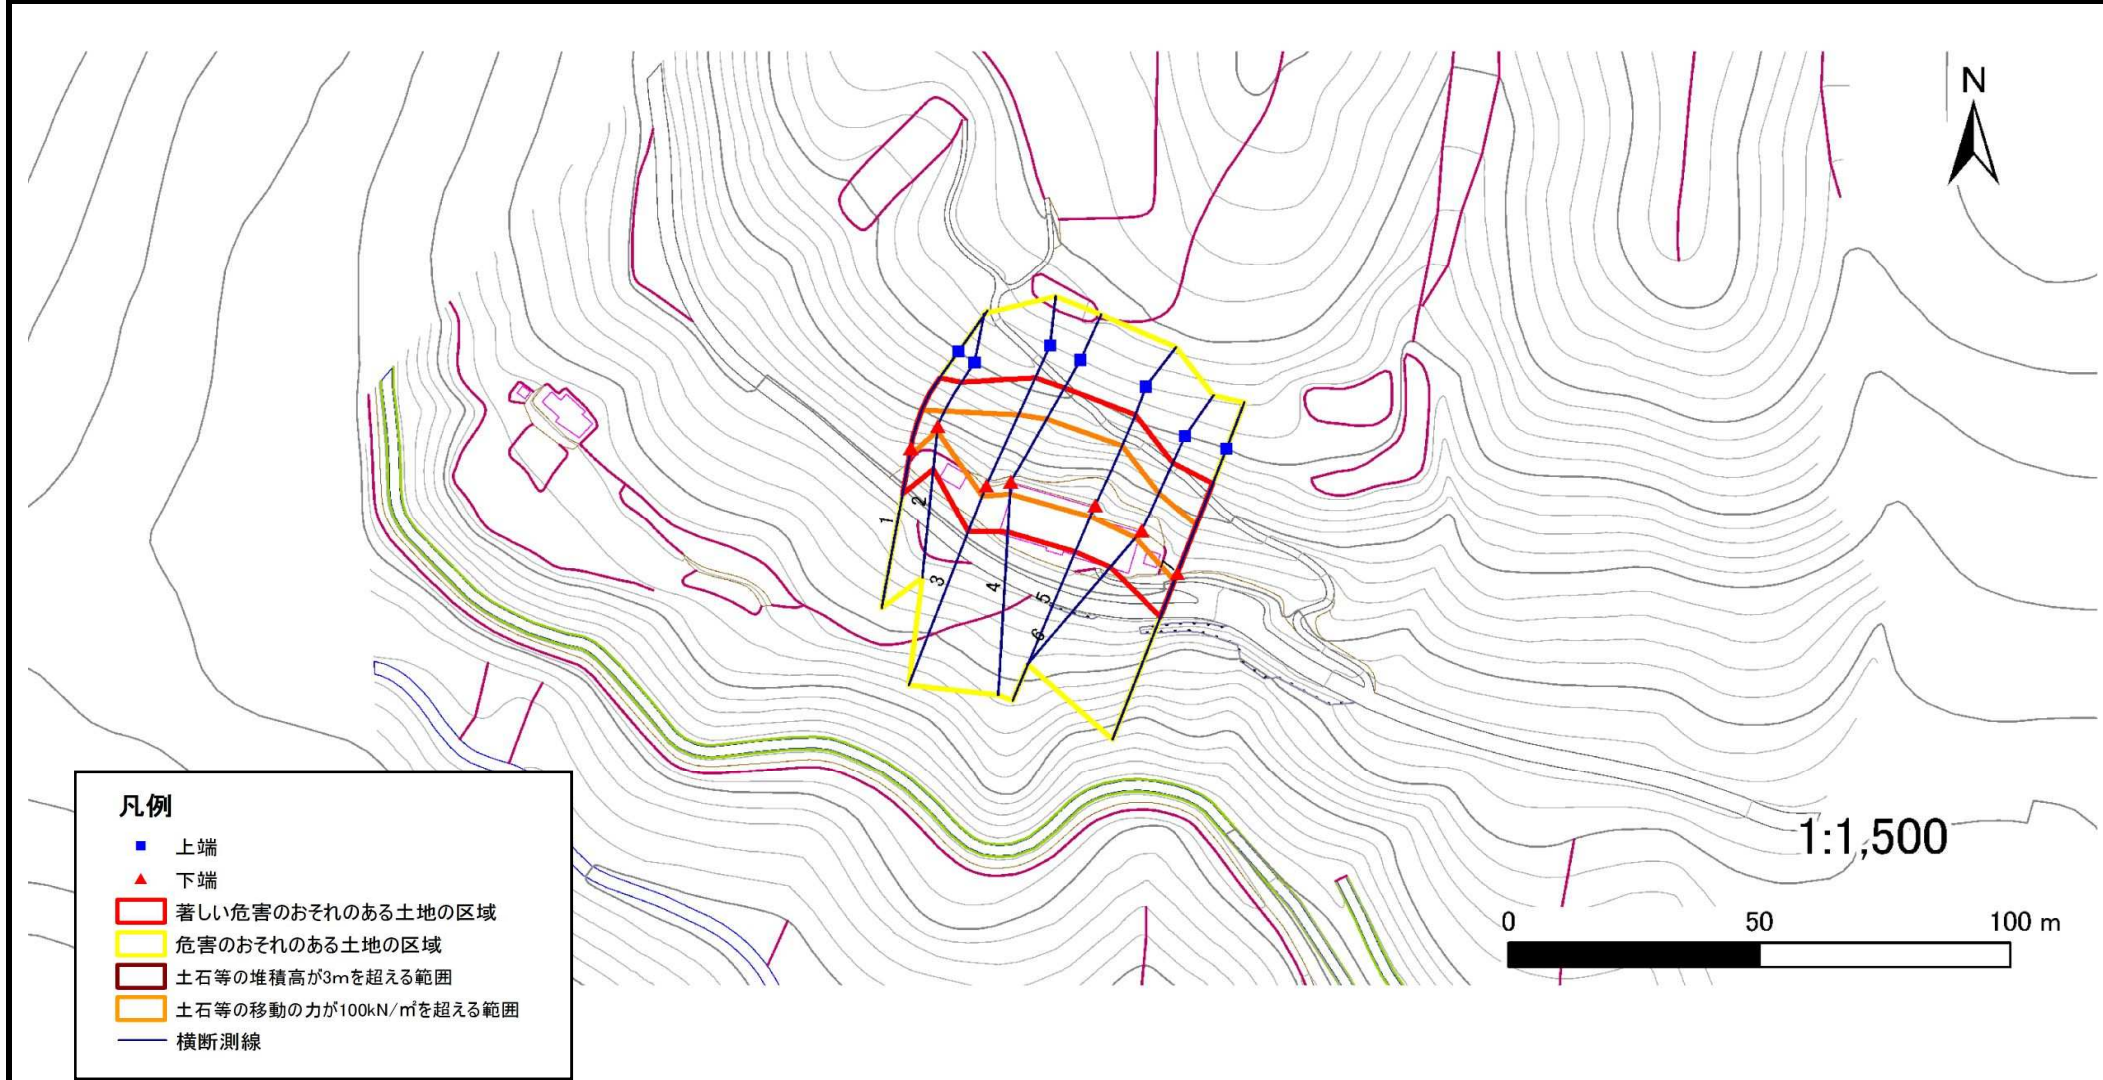 N
1
2
3
4
5
6
7
1:1,500
0 50 100 m
凡例
上端
下端
著しい危害のおそれのある土地の区域
危害のおそれのある土地の区域
土石等の堆積高が3mを超える範囲
土石等の移動の力が100kN/㎡を超える範囲
横断測線